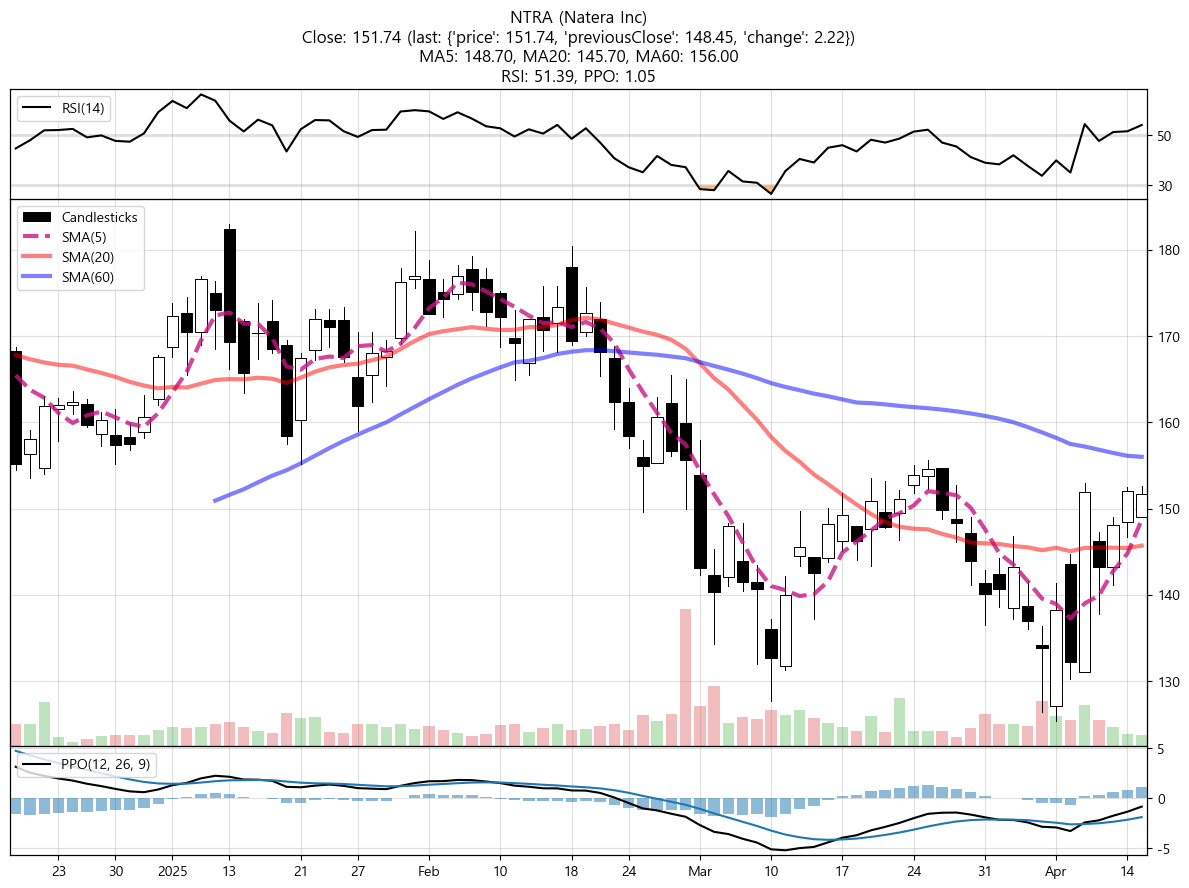 NTRA (Natera Inc)
Close: 151.74 (last: {'price': 151.74, 'previousClose': 148.45, 'change': 2.22})
MA5: 148.70, MA20: 145.70, MA60: 156.00
RSI: 51.39, PPO: 1.05
RSI(14)
50
30
Candlesticks
SMA(5)
SMA(20)
SMA(60)
180
170
160
150
140
130
PPO(12, 26, 9)
5
0
-5
23 30 2025 13 21 27 Feb 10 18 24 Mar 10 17 24 31 Apr 14